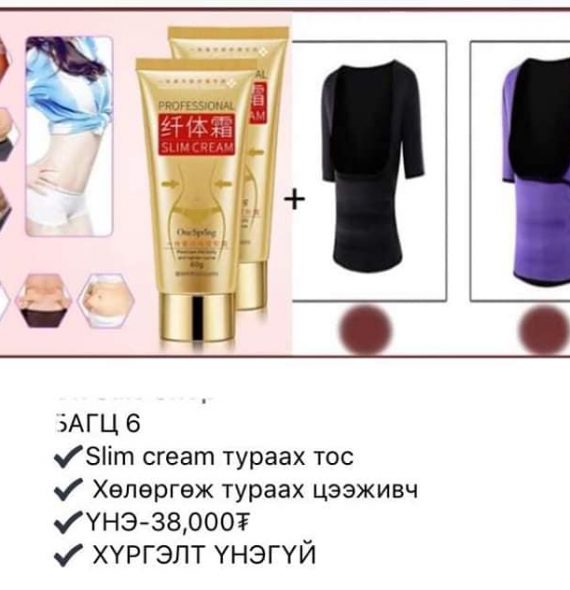 PROFESSIONAL
纤体霜
SLIM CREAM
OneSpring
60g
+
БАГЦ 6
✔Slim cream тураах тос
✔ Хөлөргөж тураах цээживч
✔ҮНЭ-38,000₮
✔ ХҮРГЭЛТ ҮНЭГҮЙ